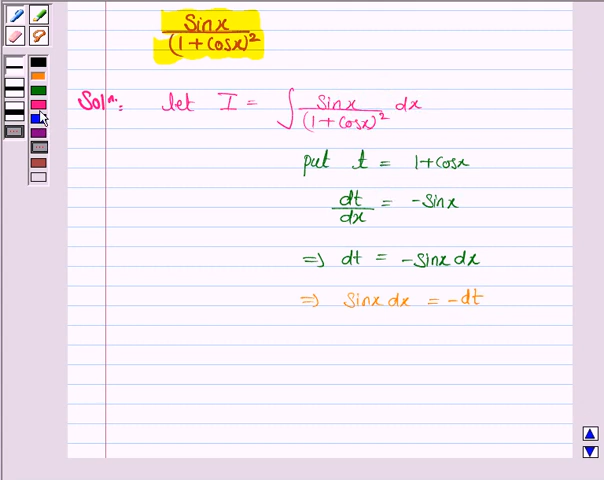 Sinx
(1 + Cosx)²
Soln: let I = ∫ Sinx / (1 + Cosx)² dx
put t = 1 + Cosx
dt/dx = -Sinx
⇒ dt = -Sinx dx
⇒ Sinx dx = -dt